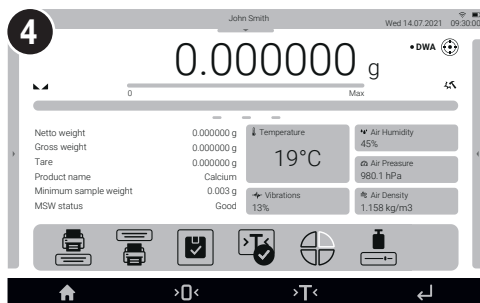 4
John Smith
Wed 14.07.2021 09:30:00
0.000000 g
• DWA
0 Max
Netto weight 0.000000 g
Gross weight 0.000000 g
Tare 0.000000 g
Product name Calcium
Minimum sample weight 0.003 g
MSW status Good
Temperature
19°C
Vibrations
13%
Air Humidity
45%
Air Preasure
980.1 hPa
Air Density
1.158 kg/m3
>T<
>0< >T<